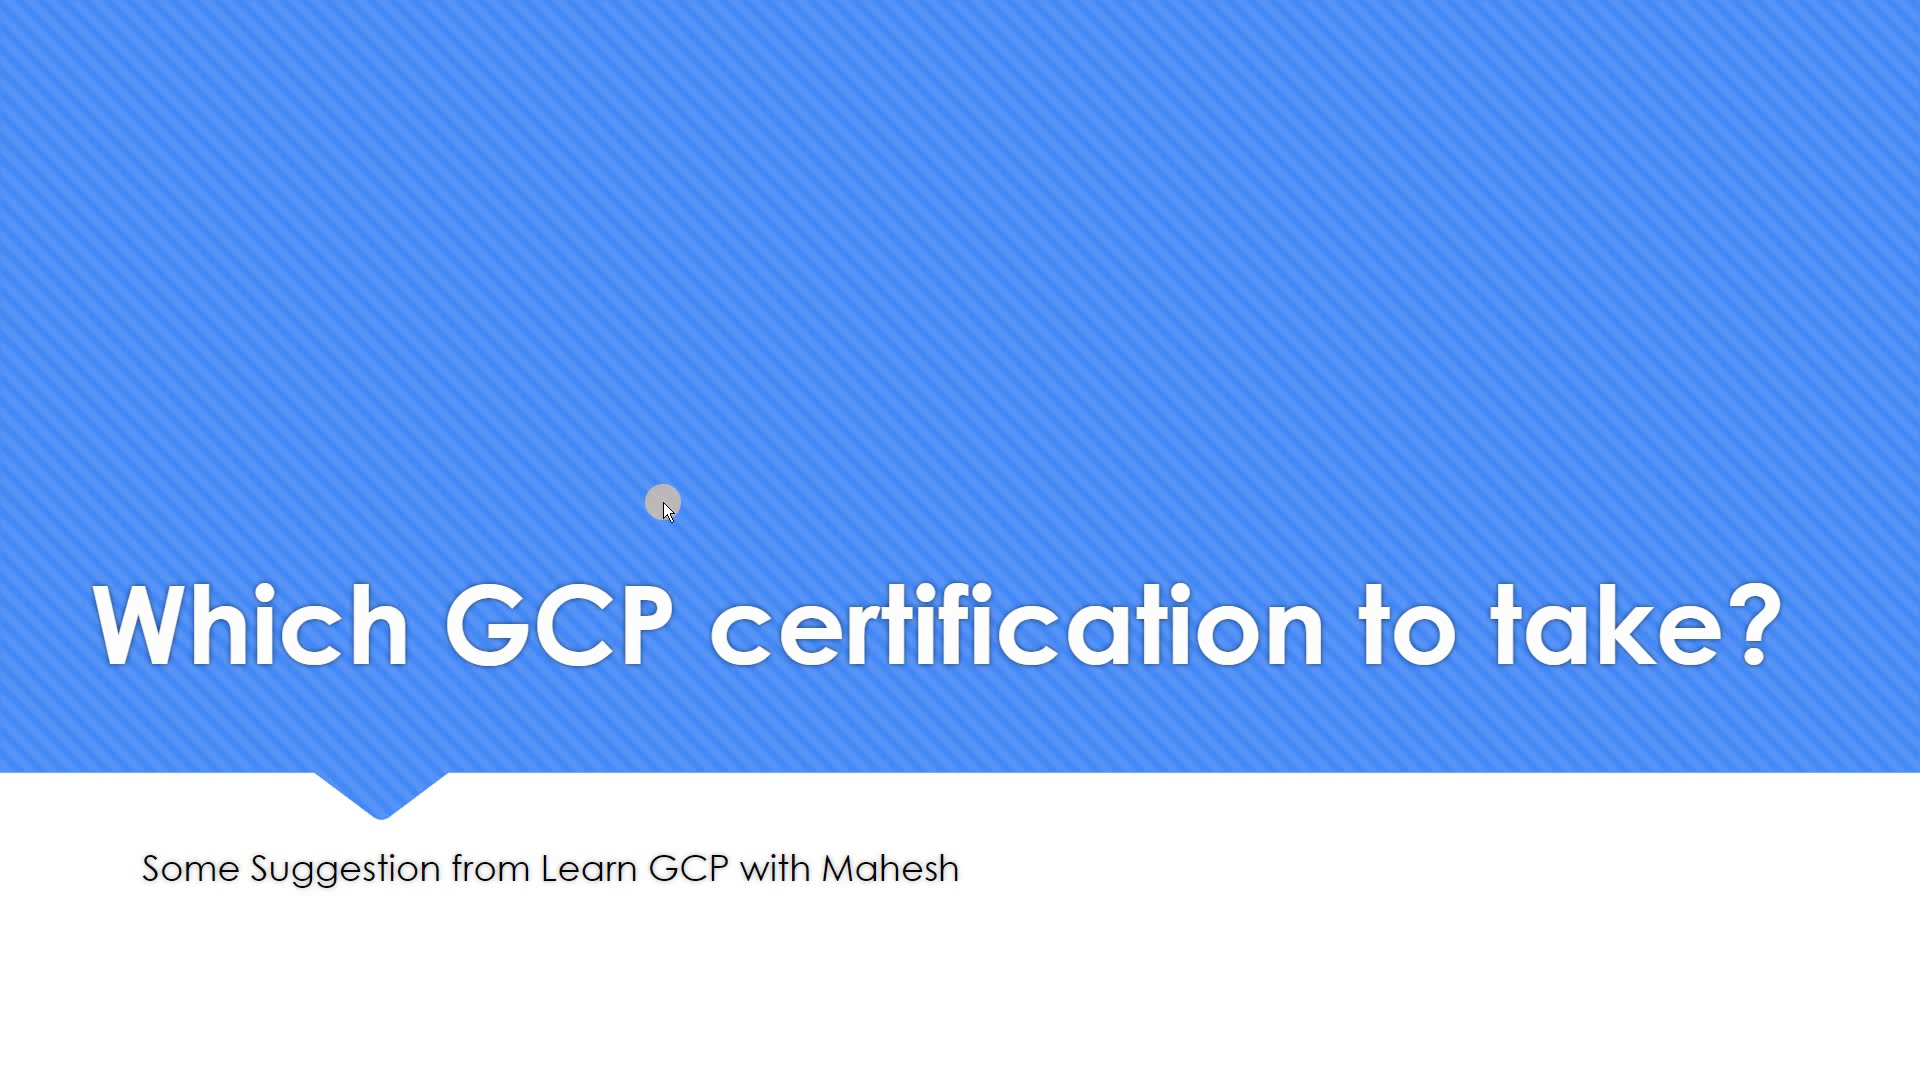 Which GCP certification to take?
Some Suggestion from Learn GCP with Mahesh